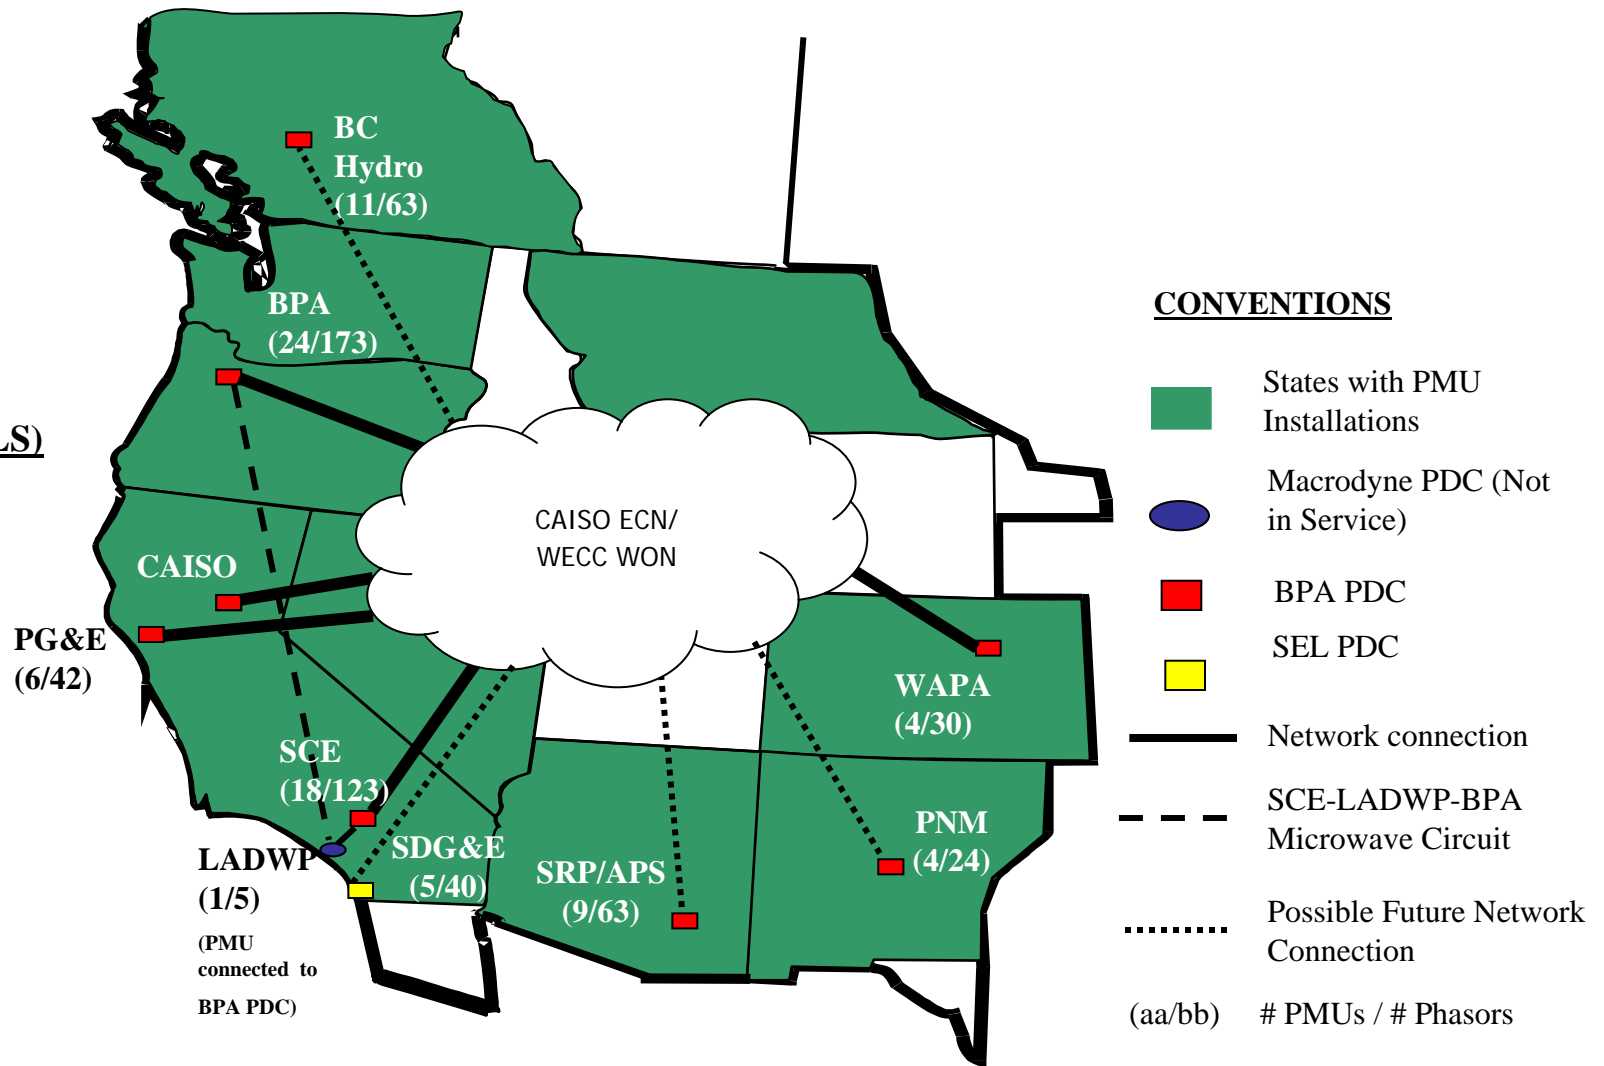 BC
Hydro
(11/63)
BPA
(24/173)
LS)
CAISO ECN/
WECC WON
CAISO
PG&E
(6/42)
SCE
(18/123)
LADWP
(1/5)
(PMU
connected to
BPA PDC)
SDG&E
(5/40)
SRP/APS
(9/63)
WAPA
(4/30)
PNM
(4/24)
CONVENTIONS
States with PMU
Installations
Macrodyne PDC (Not
in Service)
BPA PDC
SEL PDC
Network connection
SCE-LADWP-BPA
Microwave Circuit
Possible Future Network
Connection
(aa/bb) # PMUs / # Phasors